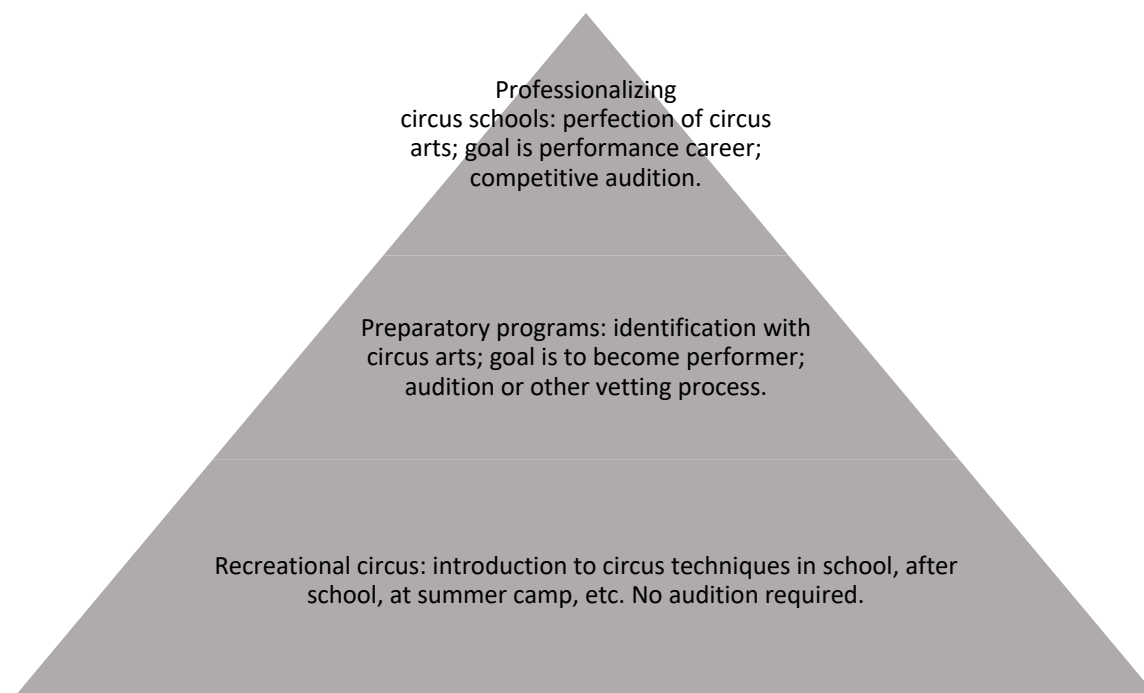 Professionalizing
circus schools: perfection of circus
arts; goal is performance career;
competitive audition.
Preparatory programs: identification with
circus arts; goal is to become performer;
audition or other vetting process.
Recreational circus: introduction to circus techniques in school, after
school, at summer camp, etc. No audition required.